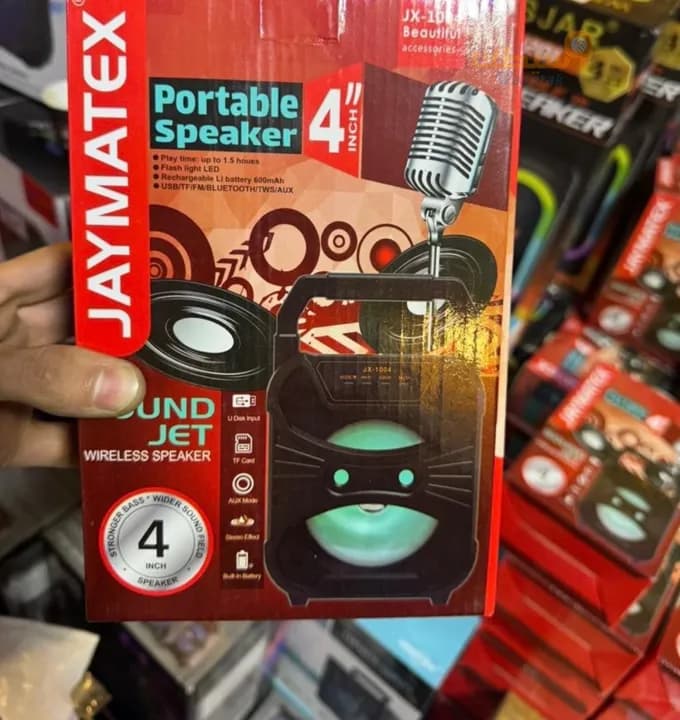 JAYMATEX
JX-1004
Beautiful
accessories
Portable
Speaker
4"
INCH
● Play time: up to 1.5 houes
● Flash light LED
● Rechargeable Li battery 600mAh
● USB/TF/FM/BLUETOOTH/TWS/AUX
JX-1004
JET
WIRELESS SPEAKER
STRONGER BASS * WIDER SOUND FIELD
4
INCH
SPEAKER
U Disk Input
TF Card
AUX Mode
Stereo Effect
Built-in Battery
JAYMATEX
JAYMATEX